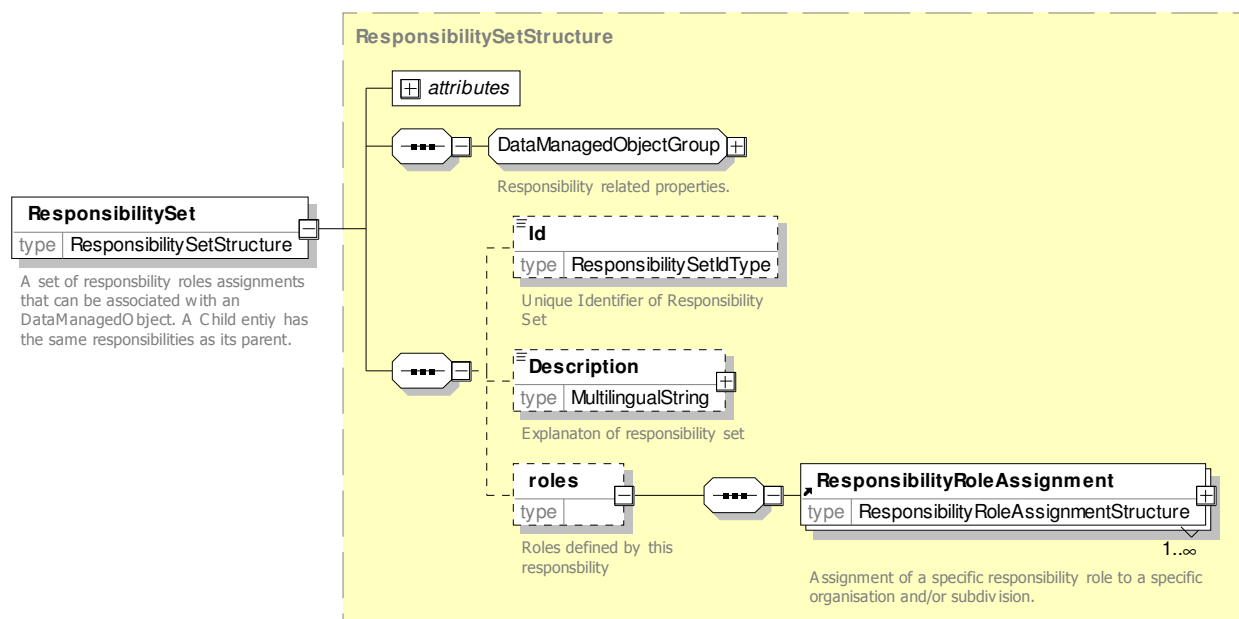 ResponsibilitySetStructure
attributes
DataManagedObjectGroup
Responsibility related properties.
ResponsibilitySet
type ResponsibilitySetStructure
A set of responsbility roles assignments
that can be associated with an
DataManagedObject. A Child entiy has
the same responsibilities as its parent.
Id
type ResponsibilitySetIdType
Unique Identifier of Responsibility
Set
Description
type MultilingualString
Explanaton of responsibility set
roles
type
Roles defined by this
responsbility
ResponsibilityRoleAssignment
type ResponsibilityRoleAssignmentStructure
1..∞
Assignment of a specific responsibility role to a specific
organisation and/or subdivision.